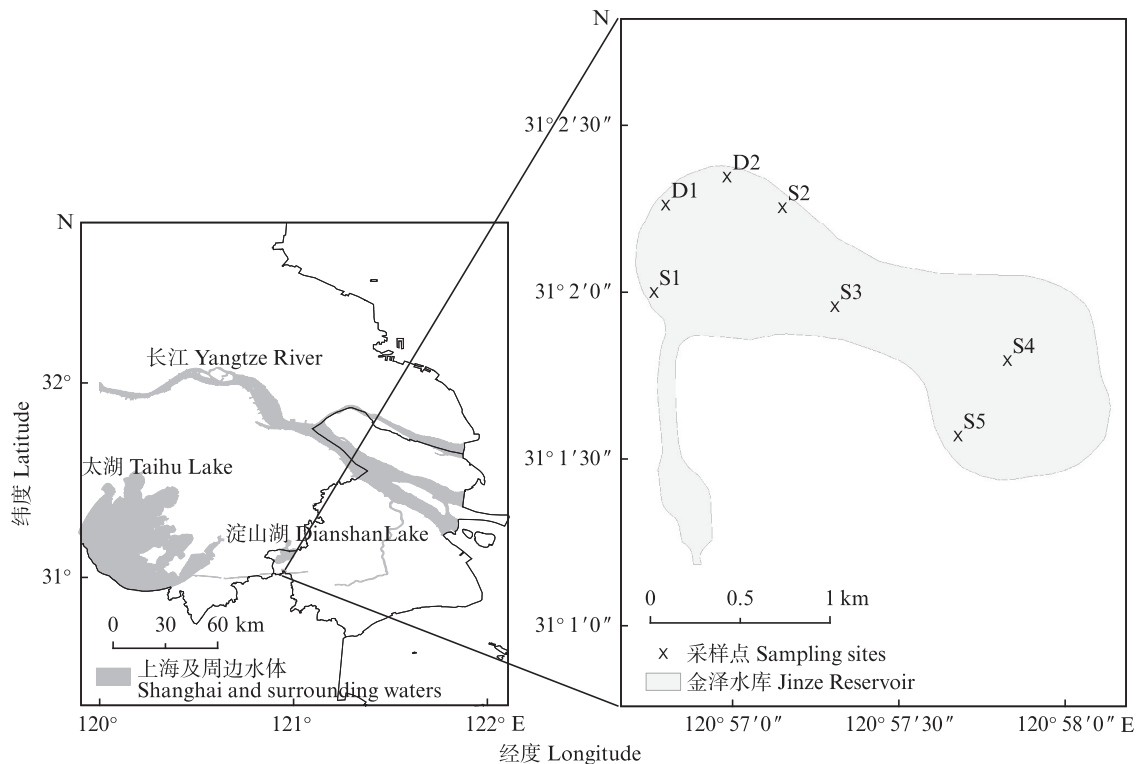 N
31° 2′ 30″
D2
D1
S2
N
S1
31° 2′ 0″
S3
长江 Yangtze River
S4
32°
S5
31° 1′ 30″
太湖 Taihu Lake
纬度 Latitude
淀山湖 DianshanLake
31°
0 0.5 1 km
0 30 60 km
31° 1′ 0″
x 采样点 Sampling sites
上海及周边水体
Shanghai and surrounding waters
金泽水库 Jinze Reservoir
120° 121° 122° E
120° 57′ 0″ 120° 57′ 30″ 120° 58′ 0″ E
经度 Longitude